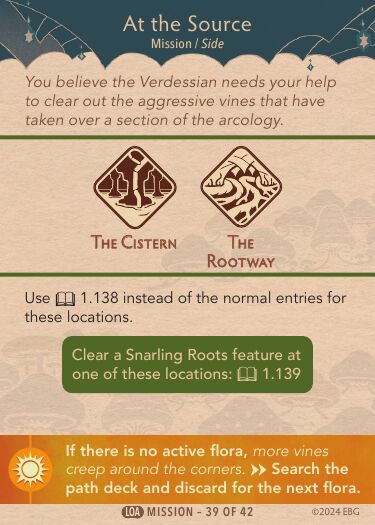 At the Source
Mission / Side
You believe the Verdessian needs your help
to clear out the aggressive vines that have
taken over a section of the arcology.
The Cistern
The
Rootway
Use 1.138 instead of the normal entries for
these locations.
Clear a Snarling Roots feature at
one of these locations: 1.139
If there is no active flora, more vines
creep around the corners. Search the
path deck and discard for the next flora.
LOA MISSION – 39 OF 42
©2024 EBG